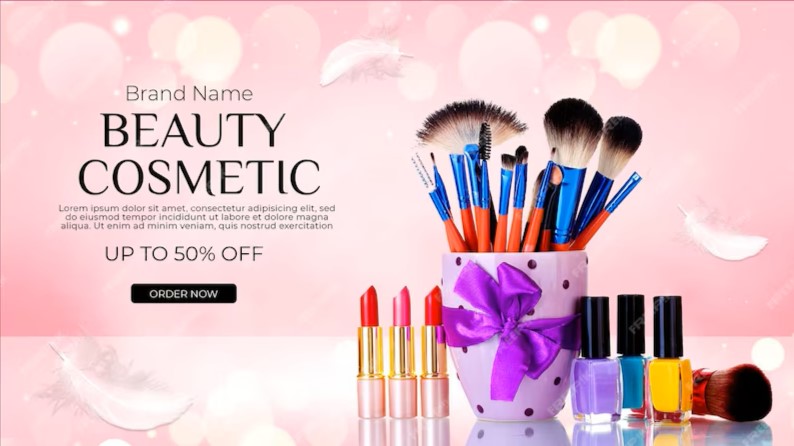 Brand Name
BEAUTY
COSMETIC
Lorem ipsum dolor sit amet, consectetur adipisicing elit, sed
do eiusmod tempor incididunt ut labore et dolore magna
aliqua. Ut enim ad minim veniam, quis nostrud exercitation
UP TO 50% OFF
ORDER NOW